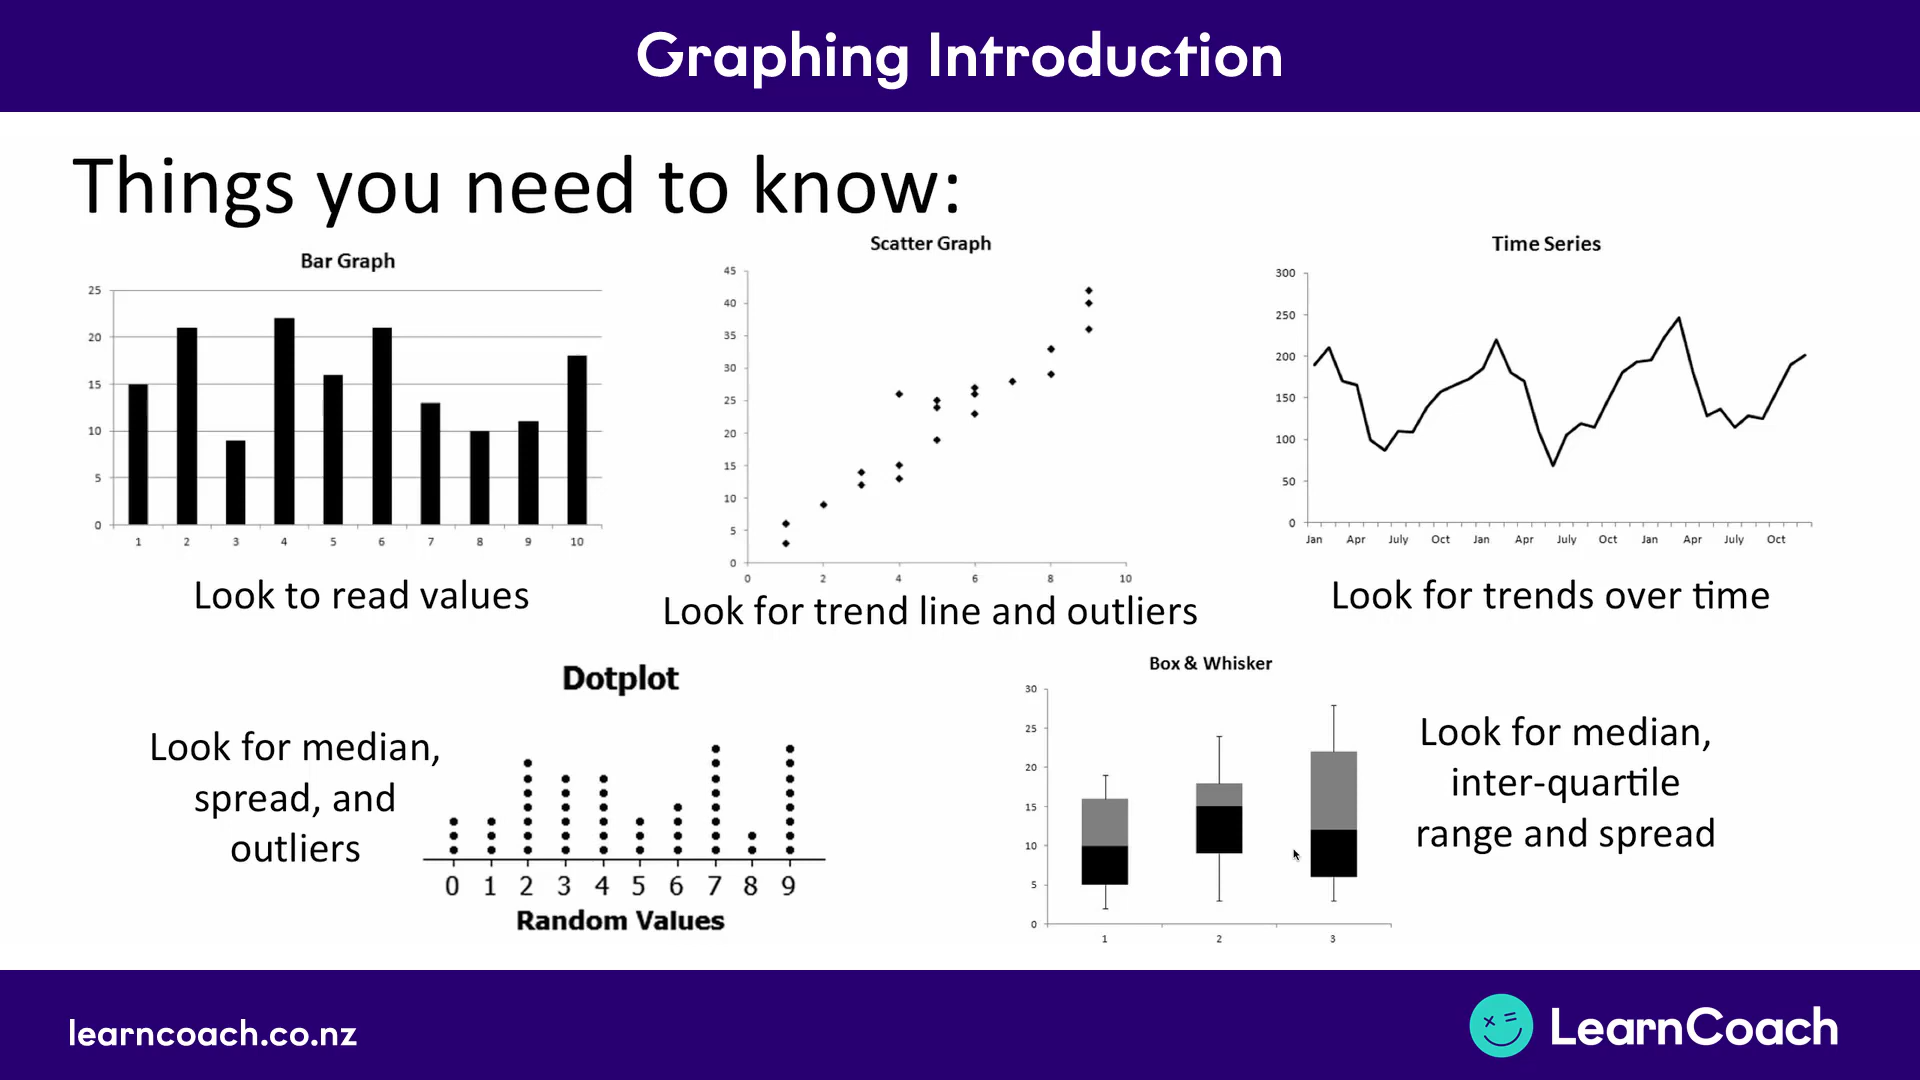 Graphing Introduction
Things you need to know:
Bar Graph
25
20
15
10
5
0
1 2 3 4 5 6 7 8 9 10
Look to read values
Scatter Graph
45
40
35
30
25
20
15
10
5
0
0 2 4 6 8 10
Look for trend line and outliers
Time Series
300
250
200
150
100
50
0
Jan Apr July Oct Jan Apr July Oct Jan Apr July Oct
Look for trends over time
Look for median,
spread, and
outliers
Dotplot
0 1 2 3 4 5 6 7 8 9
Random Values
Box & Whisker
30
25
20
15
10
5
0
1 2 3
Look for median,
inter-quartile
range and spread
learncoach.co.nz
LearnCoach